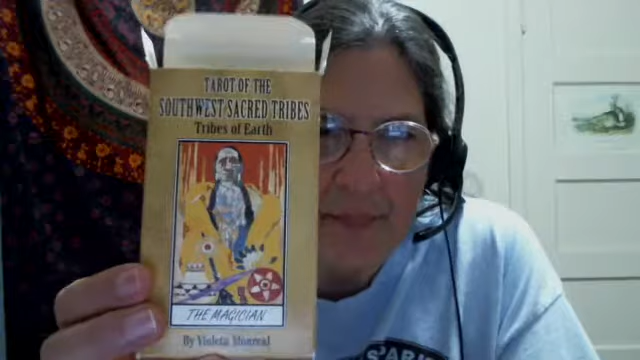 TAROT OF THE
SOUTHWEST SACRED TRIBES
Tribes of Earth
THE MAGICIAN
By Violeta Monreal